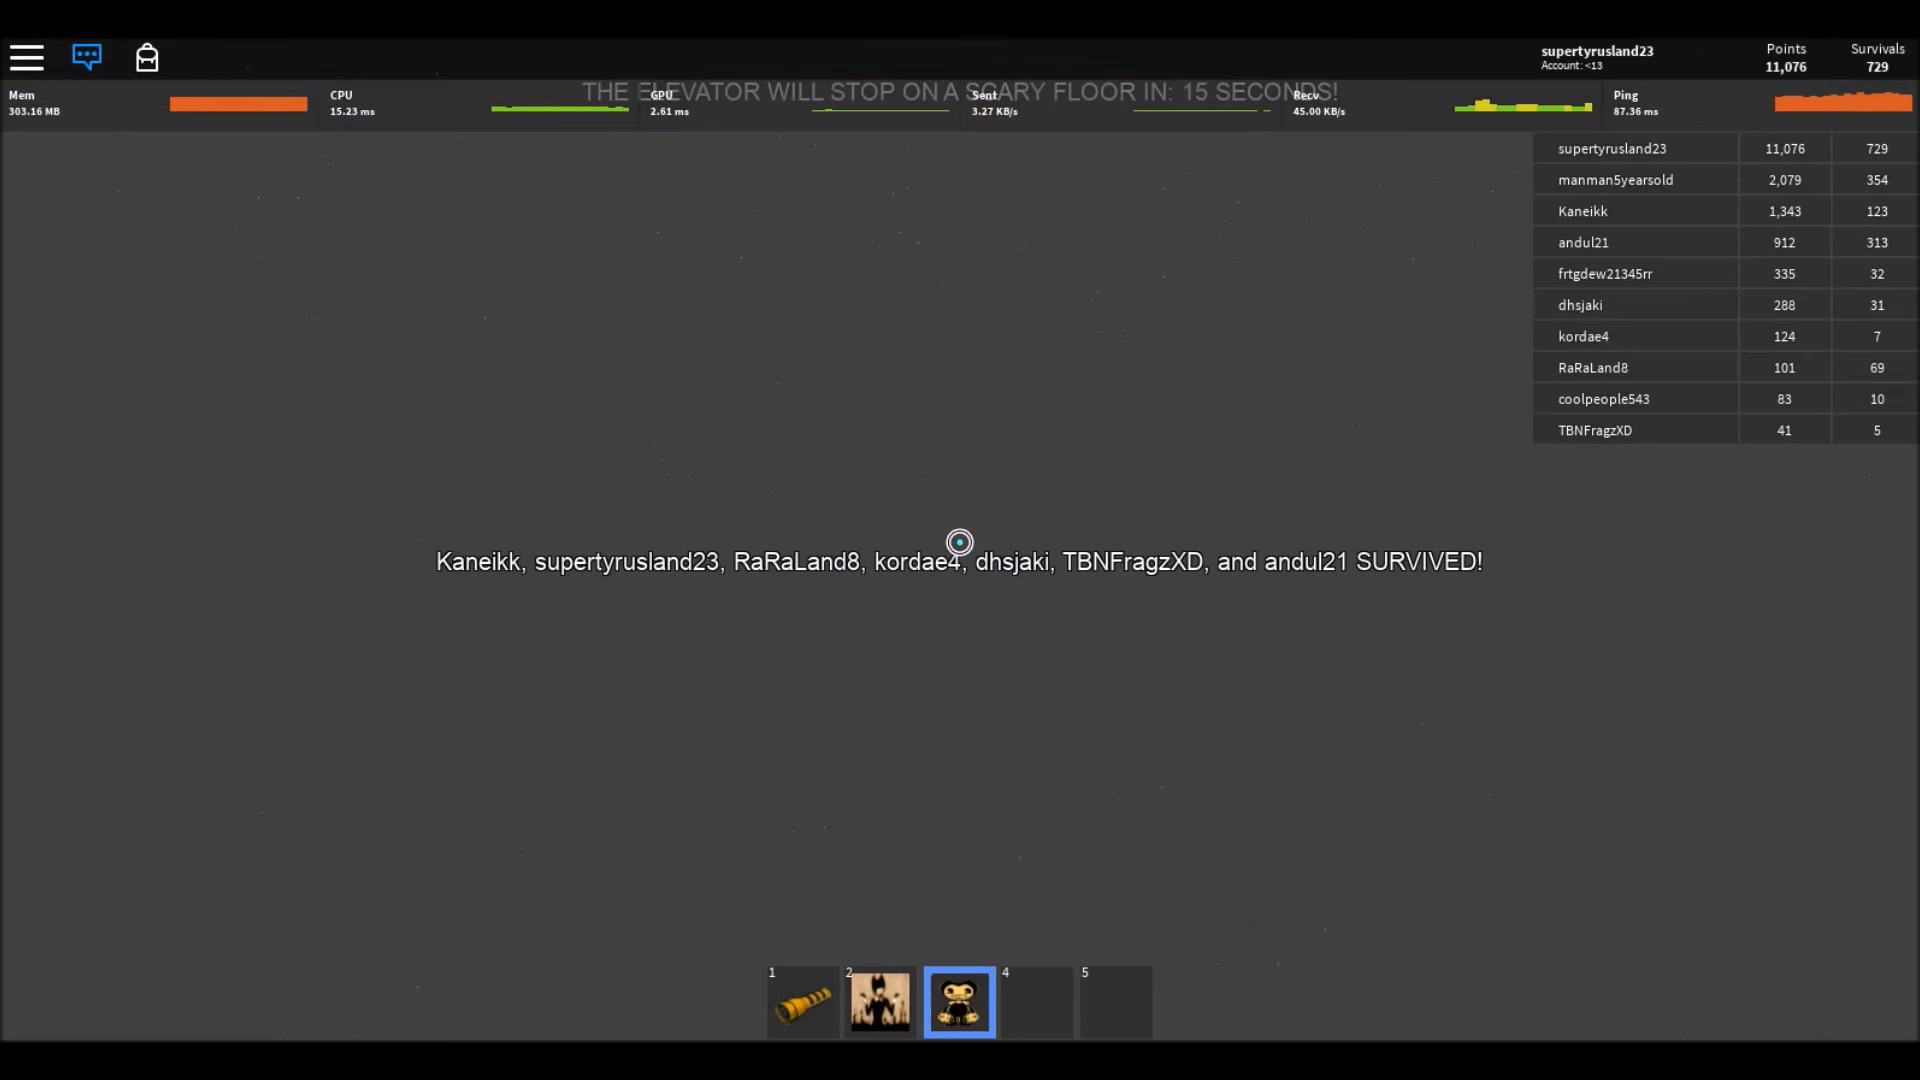 supertyrusland23
Account: <13
Points
11,076
Survivals
729
THE ELEVATOR WILL STOP ON A SCARY FLOOR IN: 15 SECONDS!
Mem
303.16 MB
CPU
15.23 ms
GPU
2.61 ms
Sent
3.27 KB/s
Recv
45.00 KB/s
Ping
87.36 ms
supertyrusland23 11,076 729
manman5yearsold 2,079 354
Kaneikk 1,343 123
andul21 912 313
frtgdew21345rr 335 32
dhsjaki 288 31
kordae4 124 7
RaRaLand8 101 69
coolpeople543 83 10
TBNFragzXD 41 5
Kaneikk, supertyrusland23, RaRaLand8, kordae4, dhsjaki, TBNFragzXD, and andul21 SURVIVED!
1 2 4 5